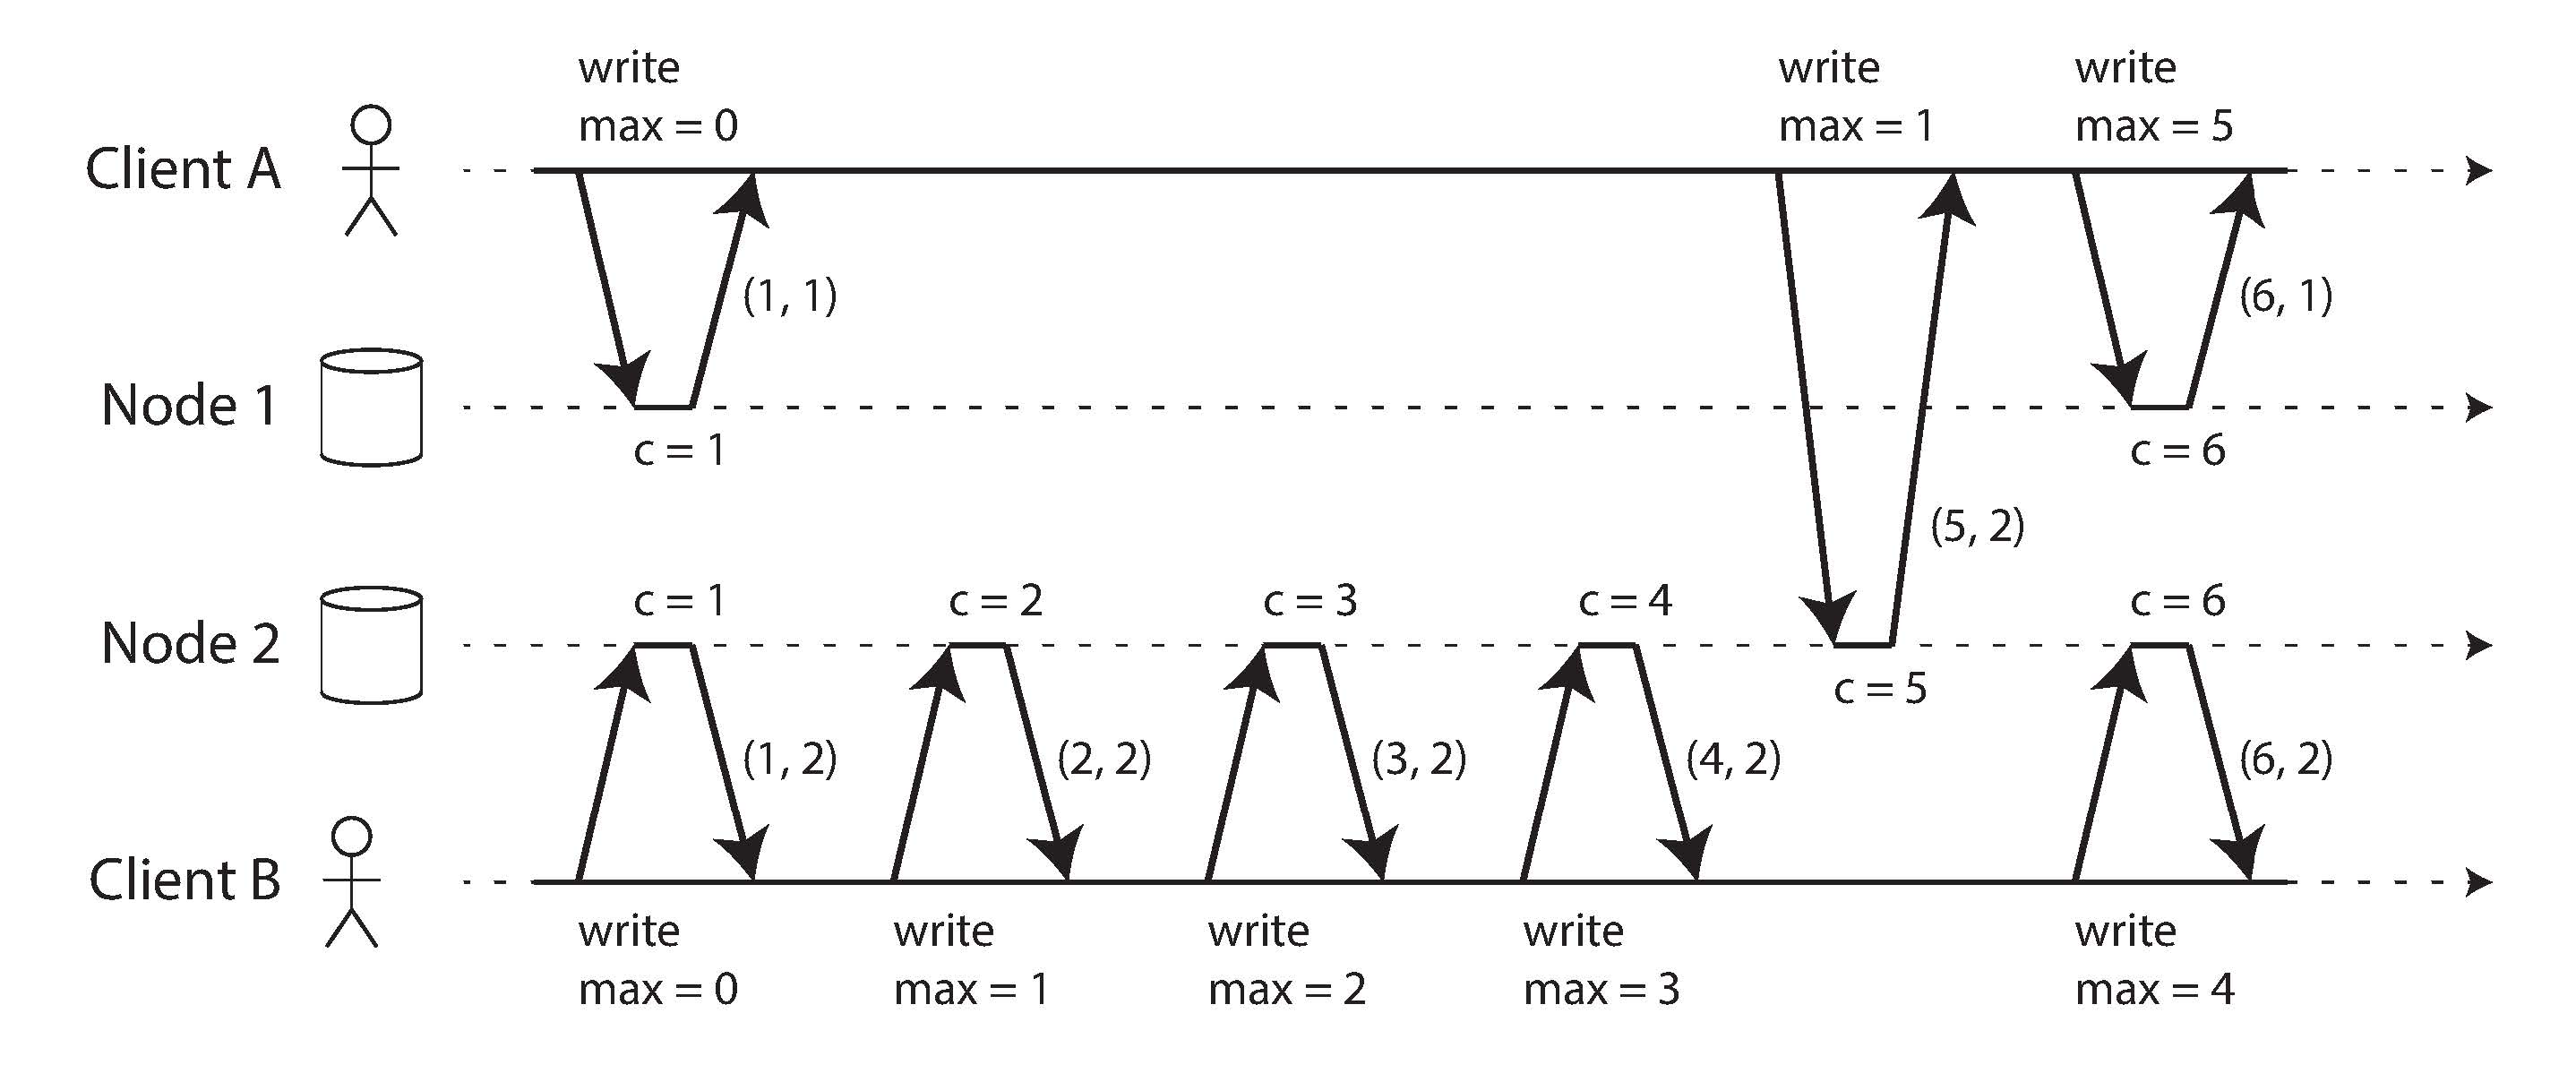 write
max = 0
write
max = 1
write
max = 5
Client A
(1, 1)
(6, 1)
Node 1
c = 1
c = 6
(5, 2)
c = 1
c = 2
c = 3
c = 4
c = 6
Node 2
c = 5
(1, 2)
(2, 2)
(3, 2)
(4, 2)
(6, 2)
Client B
write
max = 0
write
max = 1
write
max = 2
write
max = 3
write
max = 4